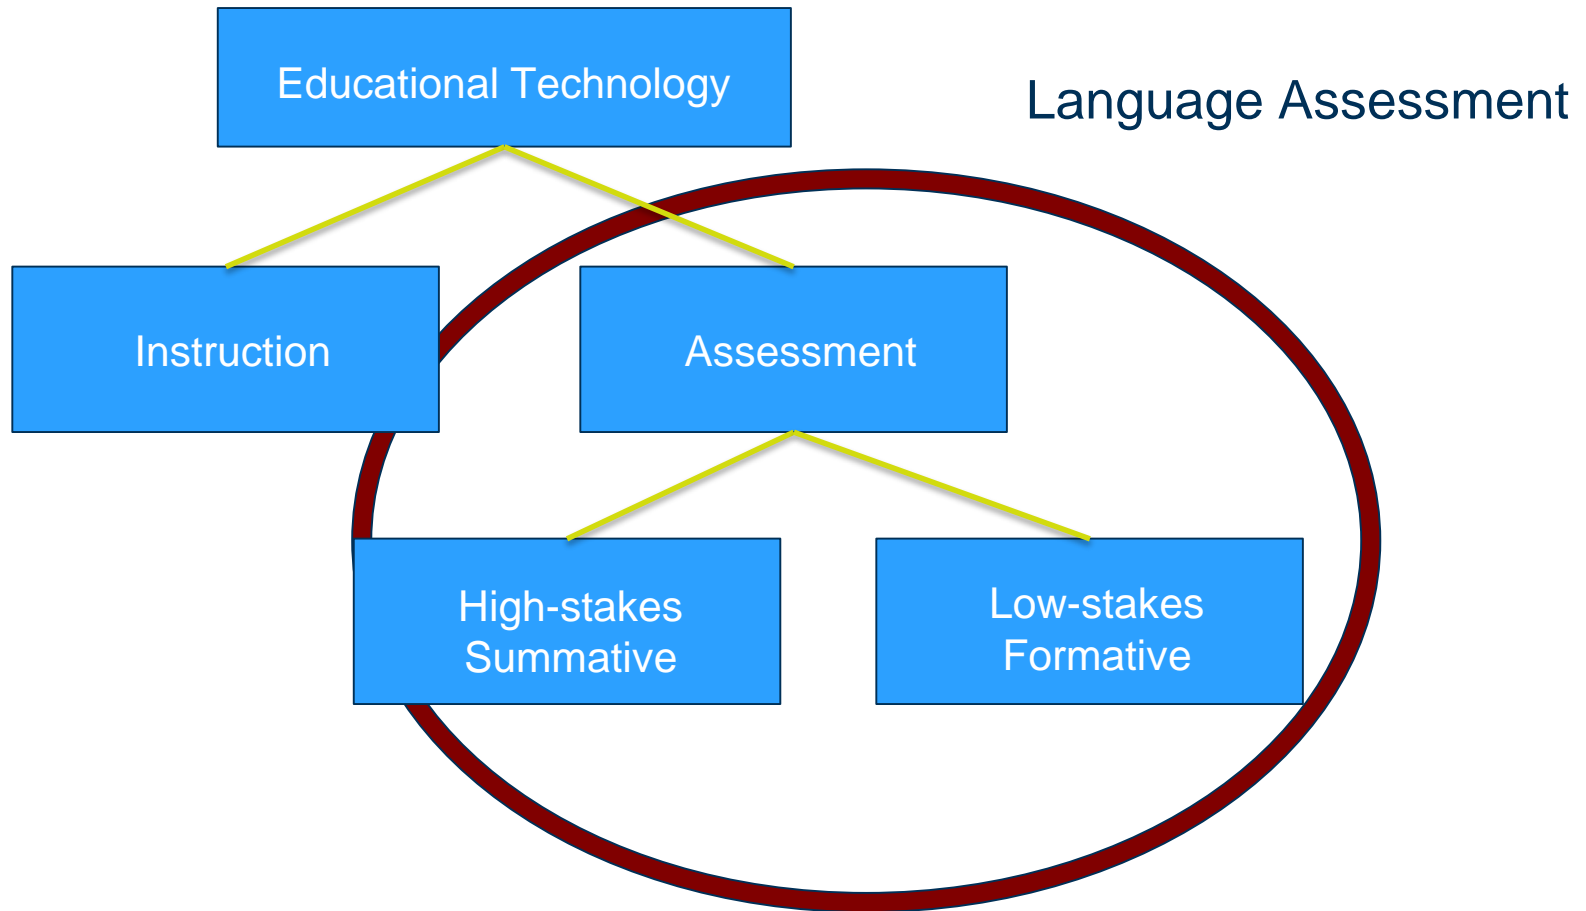 Educational Technology
Language Assessment
Instruction
Assessment
High-stakes
Summative
Low-stakes
Formative